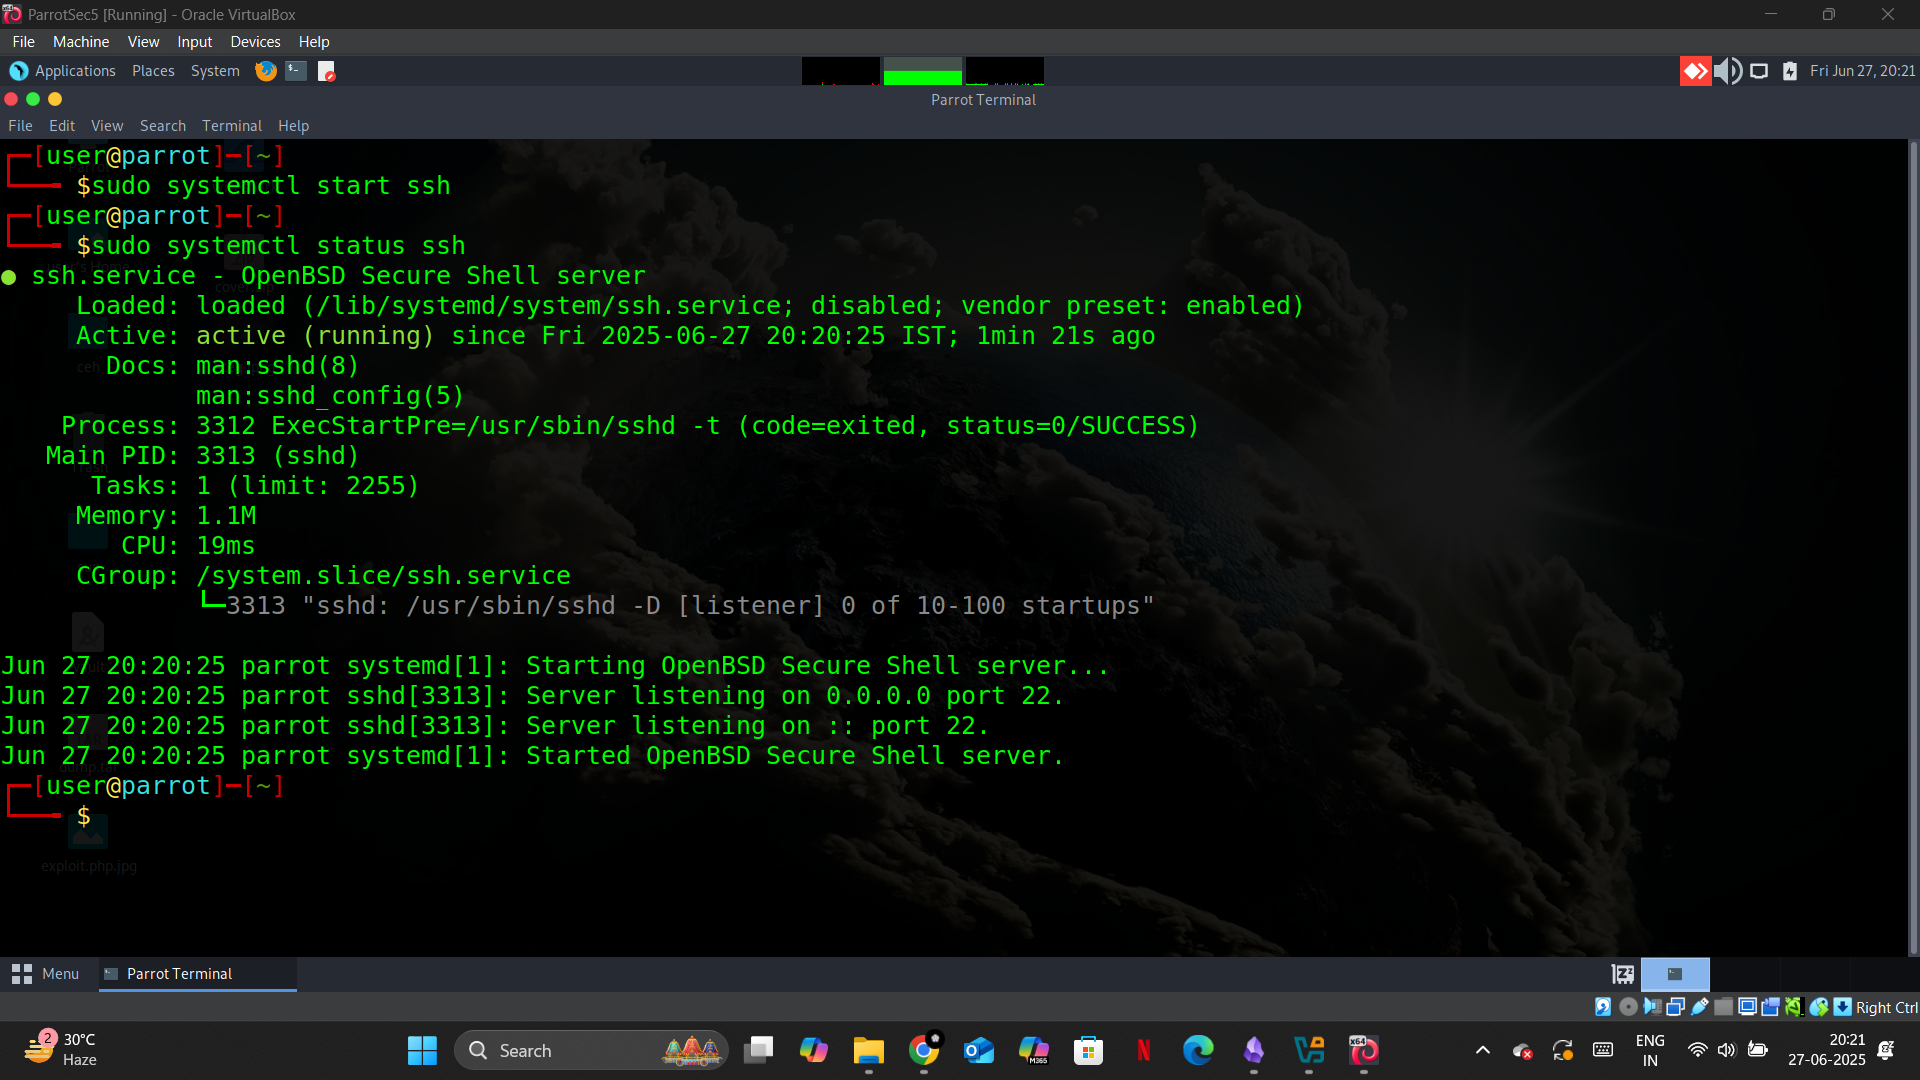 ParrotSec5 [Running] - Oracle VirtualBox
File Machine View Input Devices Help
Applications Places System
Fri Jun 27, 20:21
Parrot Terminal
File Edit View Search Terminal Help
┌─[user@parrot]─[~]
└──╼ $sudo systemctl start ssh
┌─[user@parrot]─[~]
└──╼ $sudo systemctl status ssh
● ssh.service - OpenBSD Secure Shell server
Loaded: loaded (/lib/systemd/system/ssh.service; disabled; vendor preset: enabled)
Active: active (running) since Fri 2025-06-27 20:20:25 IST; 1min 21s ago
Docs: man:sshd(8)
man:sshd_config(5)
Process: 3312 ExecStartPre=/usr/sbin/sshd -t (code=exited, status=0/SUCCESS)
Main PID: 3313 (sshd)
Tasks: 1 (limit: 2255)
Memory: 1.1M
CPU: 19ms
CGroup: /system.slice/ssh.service
└─3313 "sshd: /usr/sbin/sshd -D [listener] 0 of 10-100 startups"
Jun 27 20:20:25 parrot systemd[1]: Starting OpenBSD Secure Shell server...
Jun 27 20:20:25 parrot sshd[3313]: Server listening on 0.0.0.0 port 22.
Jun 27 20:20:25 parrot sshd[3313]: Server listening on :: port 22.
Jun 27 20:20:25 parrot systemd[1]: Started OpenBSD Secure Shell server.
┌─[user@parrot]─[~]
└──╼ $
exploit.php.jpg
Menu Parrot Terminal
Right Ctrl
2 30°C
Haze
Search
M365
x64
ENG
IN
20:21
27-06-2025